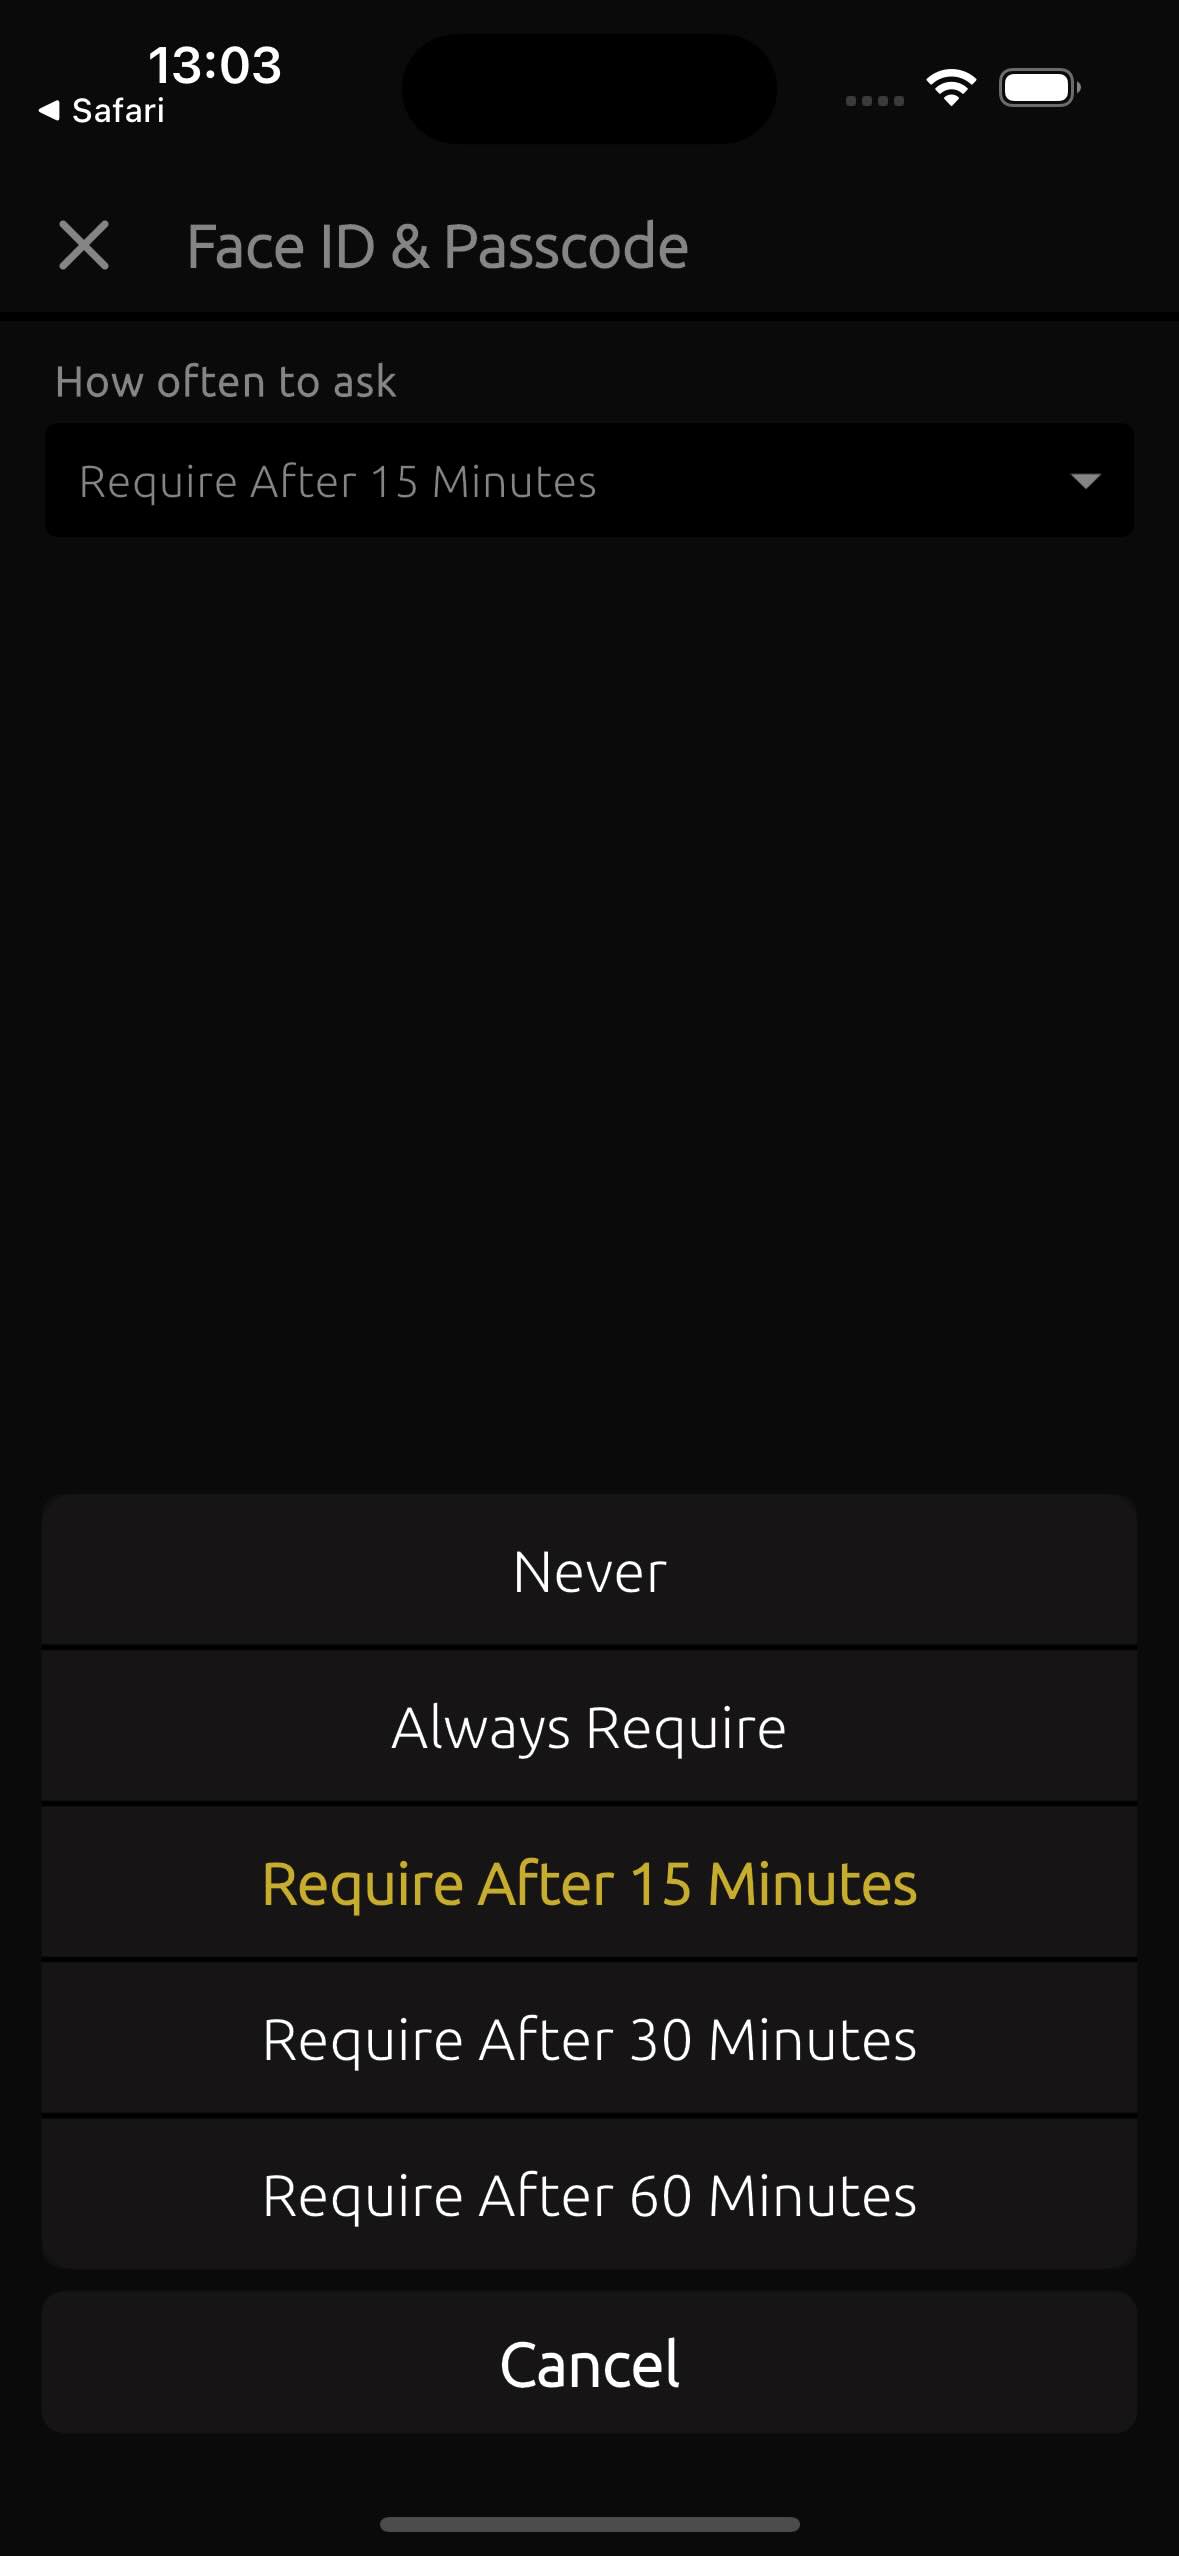 13:03
Safari
Face ID & Passcode
How often to ask
Require After 15 Minutes
Never
Always Require
Require After 15 Minutes
Require After 30 Minutes
Require After 60 Minutes
Cancel